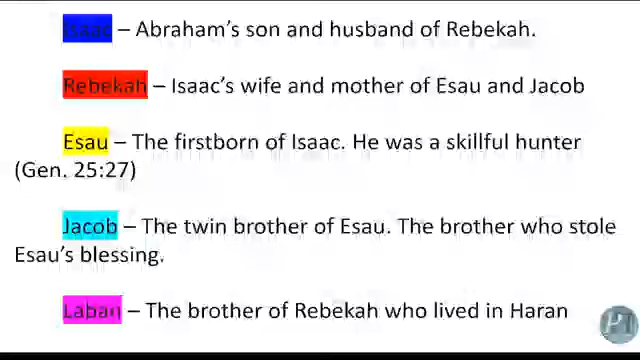 Isaac – Abraham's son and husband of Rebekah.
Rebekah – Isaac's wife and mother of Esau and Jacob
Esau – The firstborn of Isaac. He was a skillful hunter
(Gen. 25:27)
Jacob – The twin brother of Esau. The brother who stole
Esau's blessing.
Laban – The brother of Rebekah who lived in Haran
PT